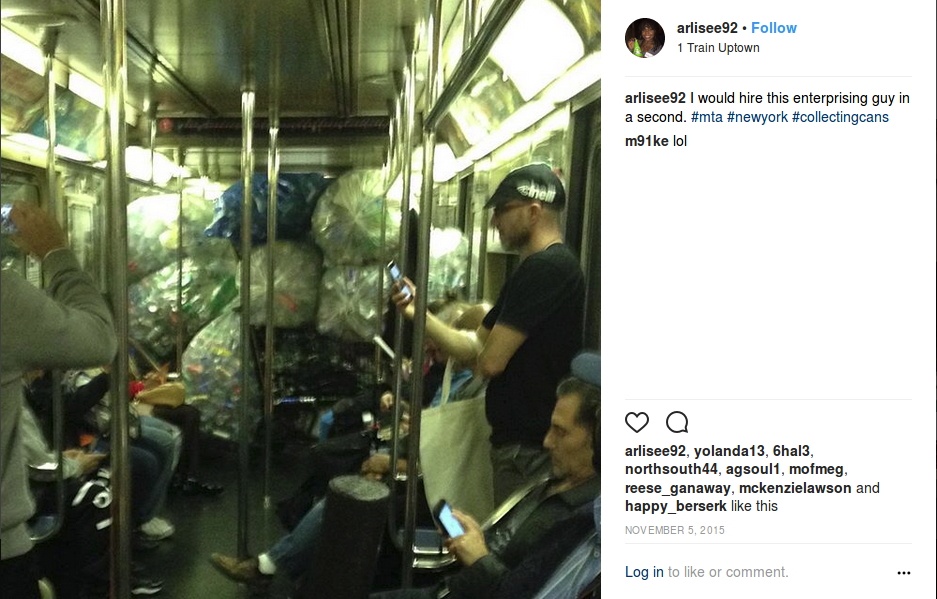 cinelli
arlisee92 • Follow
1 Train Uptown
arlisee92 I would hire this enterprising guy in
a second. #mta #newyork #collectingcans
m91ke lol
arlisee92, yolanda13, 6hal3,
northsouth44, agsoul1, mofmeg,
reese_ganaway, mckenzielawson and
happy_berserk like this
NOVEMBER 5, 2015
Log in to like or comment.